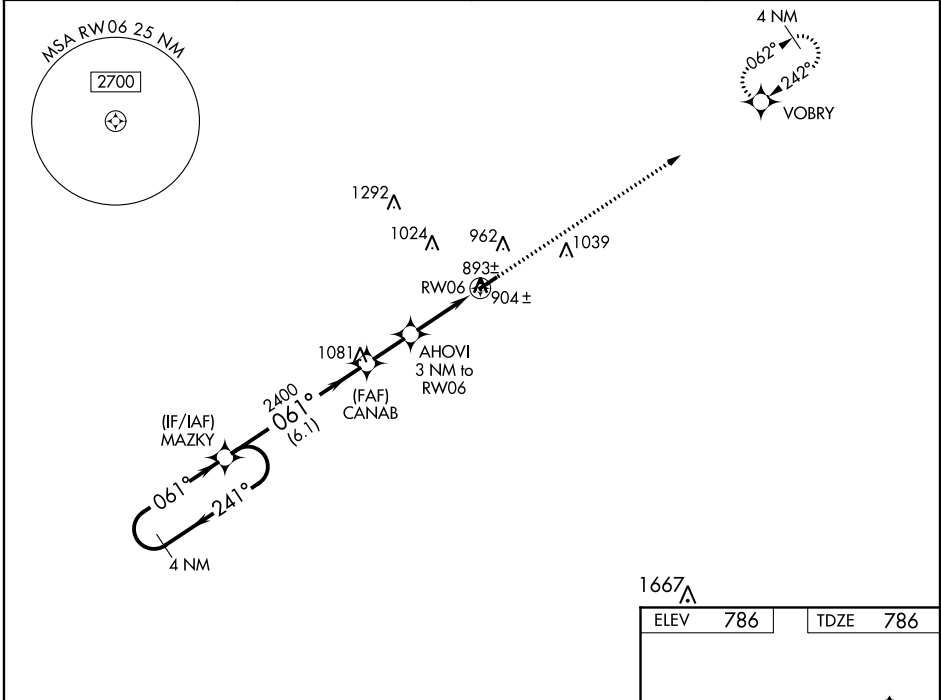 MSA RW06 25 NM
2700
4 NM
062°
242°
VOBRY
1292
1024
962
1039
893±
RW06
904±
1081
AHOVI
3 NM to
RW06
(FAF)
CANAB
2400
061°
(6.1)
(IF/IAF)
MAZKY
061°
241°
4 NM
1667
ELEV 786
TDZE 786